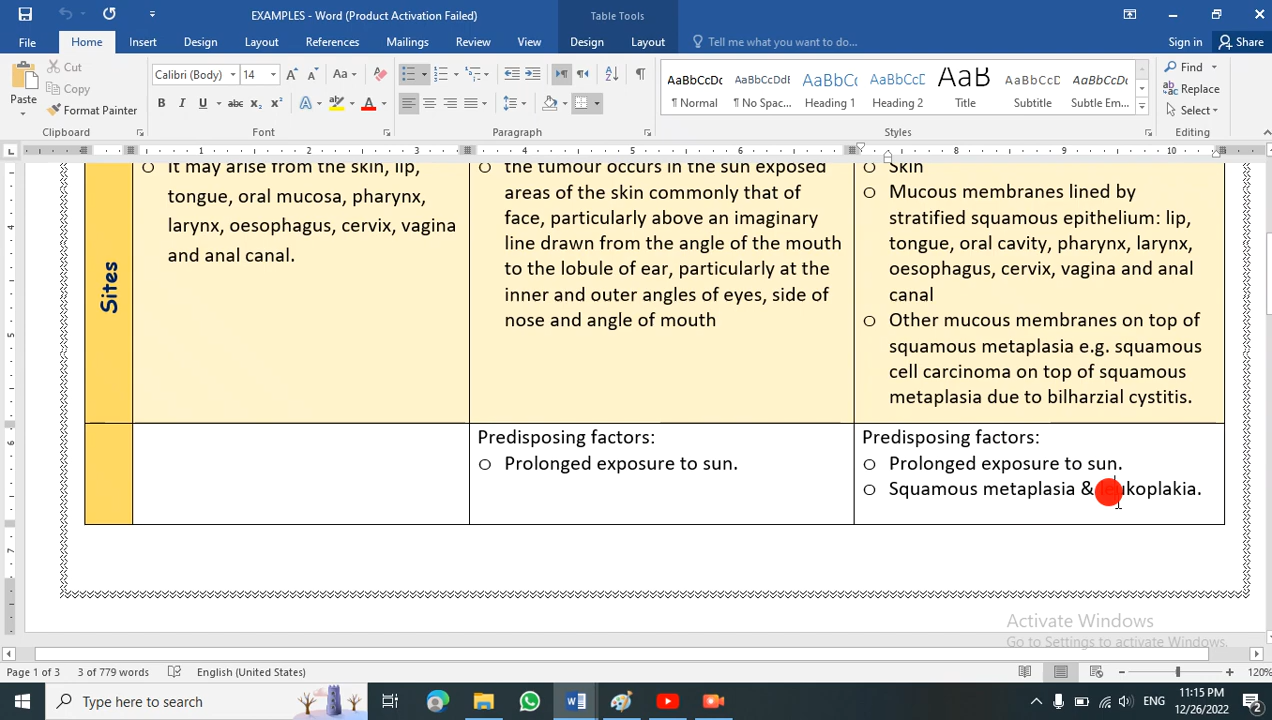 EXAMPLES - Word (Product Activation Failed)
Table Tools
File
Home
Insert
Design
Layout
References
Mailings
Review
View
Design
Layout
Tell me what you want to do...
Sign in
Share
Paste
Cut
Copy
Format Painter
Clipboard
Calibri (Body)
14
Font
Paragraph
AaBbCcDc
¶ Normal
AaBbCcDdE
¶ No Spac...
AaBbCc
Heading 1
AaBbCcC
Heading 2
AaB
Title
AaBbCcD
Subtitle
AaBbCcDc
Subtle Em...
Styles
Find
Replace
Select
Editing
Sites
It may arise from the skin, lip,
tongue, oral mucosa, pharynx,
larynx, oesophagus, cervix, vagina
and anal canal.
the tumour occurs in the sun exposed
areas of the skin commonly that of
face, particularly above an imaginary
line drawn from the angle of the mouth
to the lobule of ear, particularly at the
inner and outer angles of eyes, side of
nose and angle of mouth
Skin
Mucous membranes lined by
stratified squamous epithelium: lip,
tongue, oral cavity, pharynx, larynx,
oesophagus, cervix, vagina and anal
canal
Other mucous membranes on top of
squamous metaplasia e.g. squamous
cell carcinoma on top of squamous
metaplasia due to bilharzial cystitis.
Predisposing factors:
Prolonged exposure to sun.
Predisposing factors:
Prolonged exposure to sun.
Squamous metaplasia & leukoplakia.
Activate Windows
Go to Settings to activate Windows.
Page 1 of 3
3 of 779 words
English (United States)
120%
Type here to search
ENG
11:15 PM
12/26/2022
2